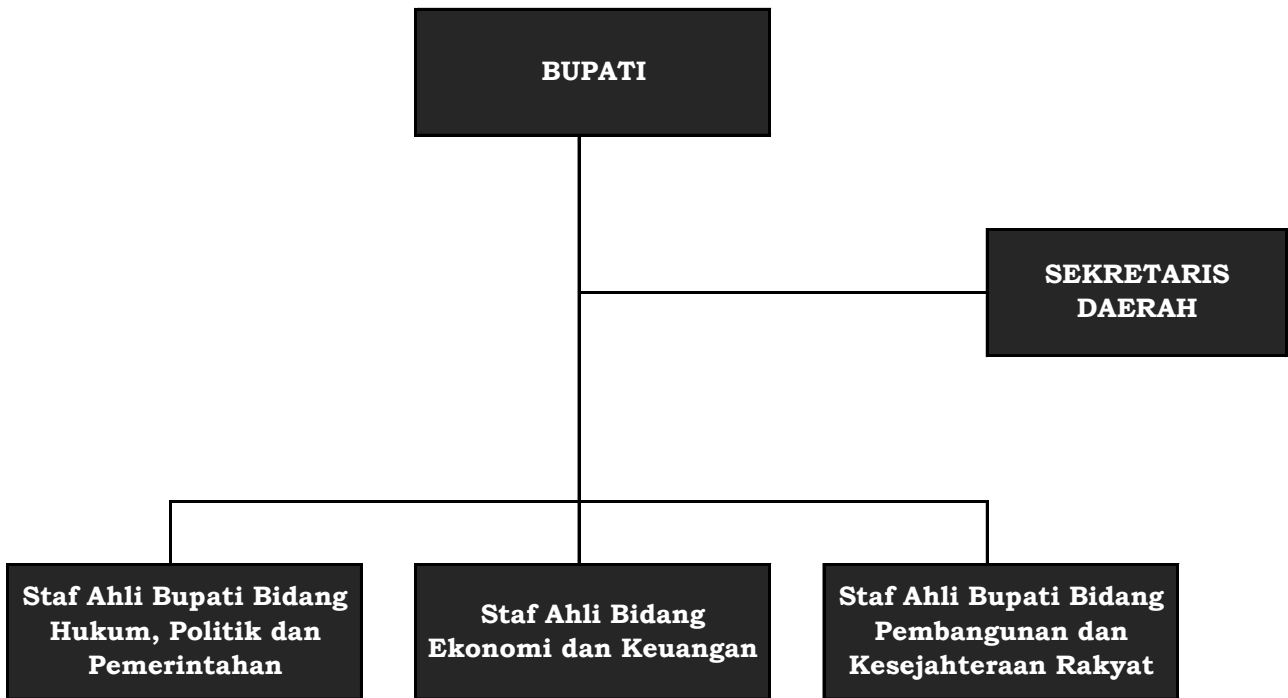 BUPATI
SEKRETARIS
DAERAH
Staf Ahli Bupati Bidang
Hukum, Politik dan
Pemerintahan
Staf Ahli Bidang
Ekonomi dan Keuangan
Staf Ahli Bupati Bidang
Pembangunan dan
Kesejahteraan Rakyat